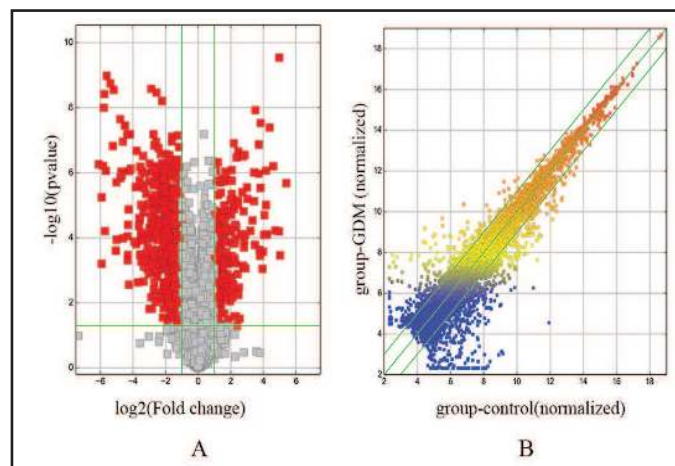 10
8
6
4
2
0
-6 -4 -2 0 2 4 6
-log10(pvalue)
log2(Fold change)
A
18
16
14
12
10
8
6
4
2
2 4 6 8 10 12 14 16 18
group-GDM (normalized)
group-control(normalized)
B